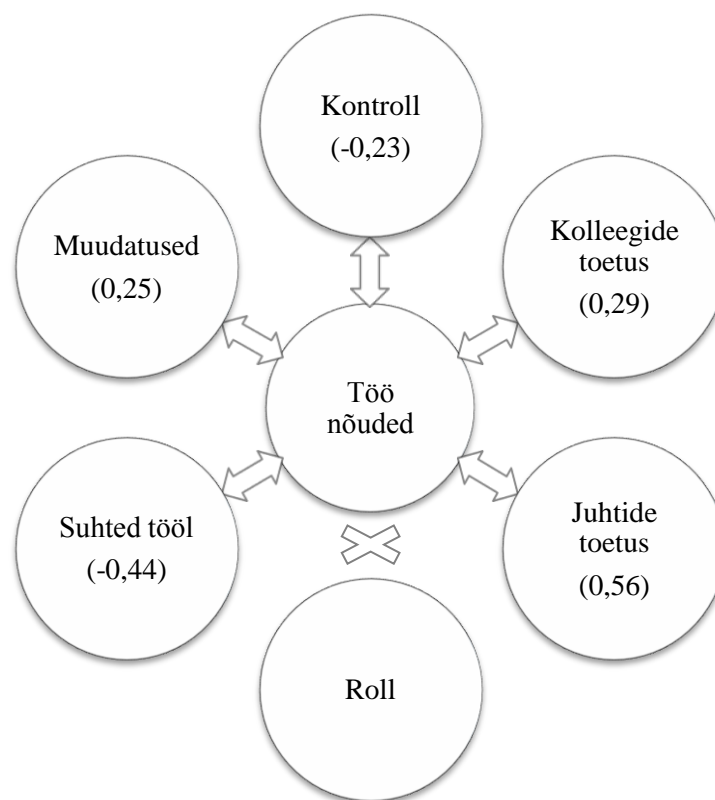 Kontroll
(-0,23)
Muudatused
(0,25)
Kolleegide
toetus
(0,29)
Töö
nõuded
Suhted tööl
(-0,44)
Juhtide
toetus
(0,56)
Roll